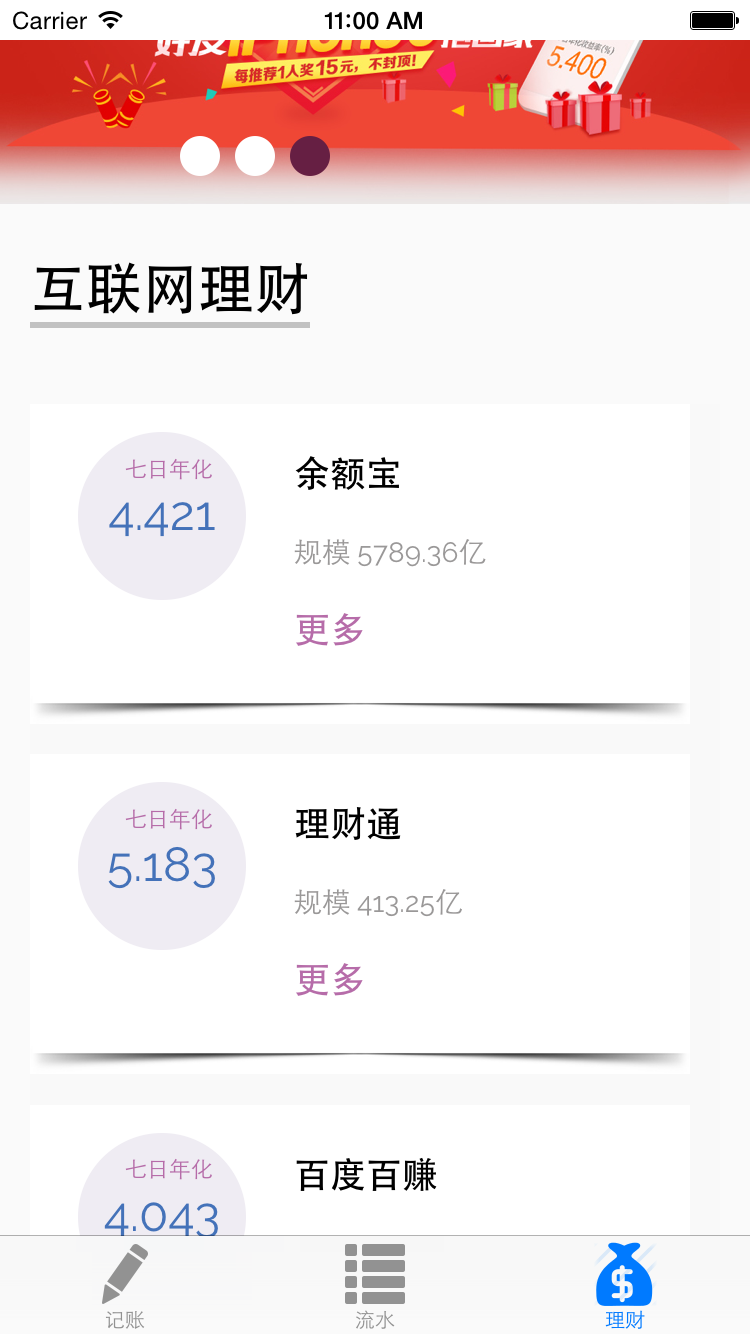 Carrier 11:00 AM
每推荐1人奖15元，不封顶!
5.400
互联网理财
七日年化
4.421
余额宝
规模 5789.36亿
更多
七日年化
5.183
理财通
规模 413.25亿
更多
七日年化
4.043
百度百赚
记账
流水
理财